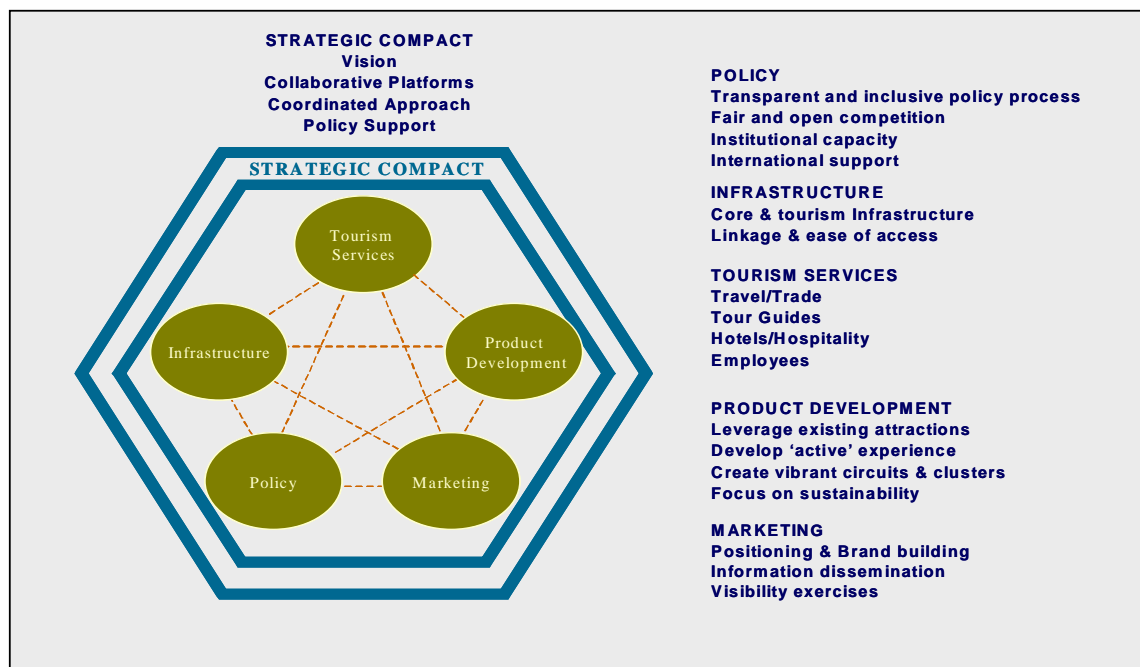 STRATEGIC COMPACT
Vision
Collaborative Platforms
Coordinated Approach
Policy Support
STRATEGIC COMPACT
Tourism
Services
Infrastructure
Product
Development
Policy
Marketing
POLICY
Transparent and inclusive policy process
Fair and open competition
Institutional capacity
International support
INFRASTRUCTURE
Core & tourism Infrastructure
Linkage & ease of access
TOURISM SERVICES
Travel/Trade
Tour Guides
Hotels/Hospitality
Employees
PRODUCT DEVELOPMENT
Leverage existing attractions
Develop ‘active’ experience
Create vibrant circuits & clusters
Focus on sustainability
MARKETING
Positioning & Brand building
Information dissemination
Visibility exercises